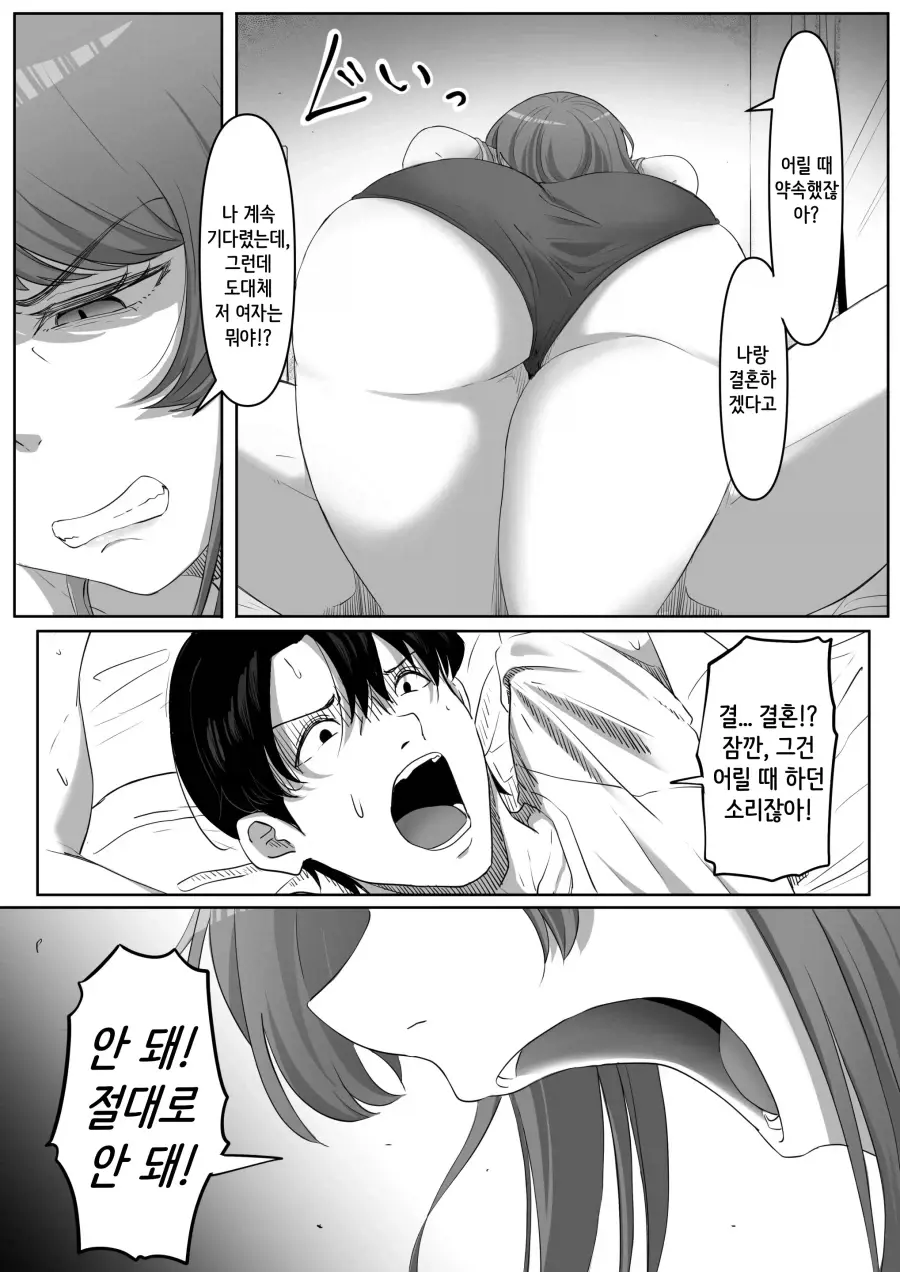 어릴 때
약속했잖
아?
나랑
결혼하
겠다고
ぐいっ
나 계속
기다렸는데,
그런데
도대체
저 여자는
뭐야!?
결... 결혼!?
잠깐, 그건
어릴 때 하던
소리잖아!
안 돼!
절대로
안 돼!